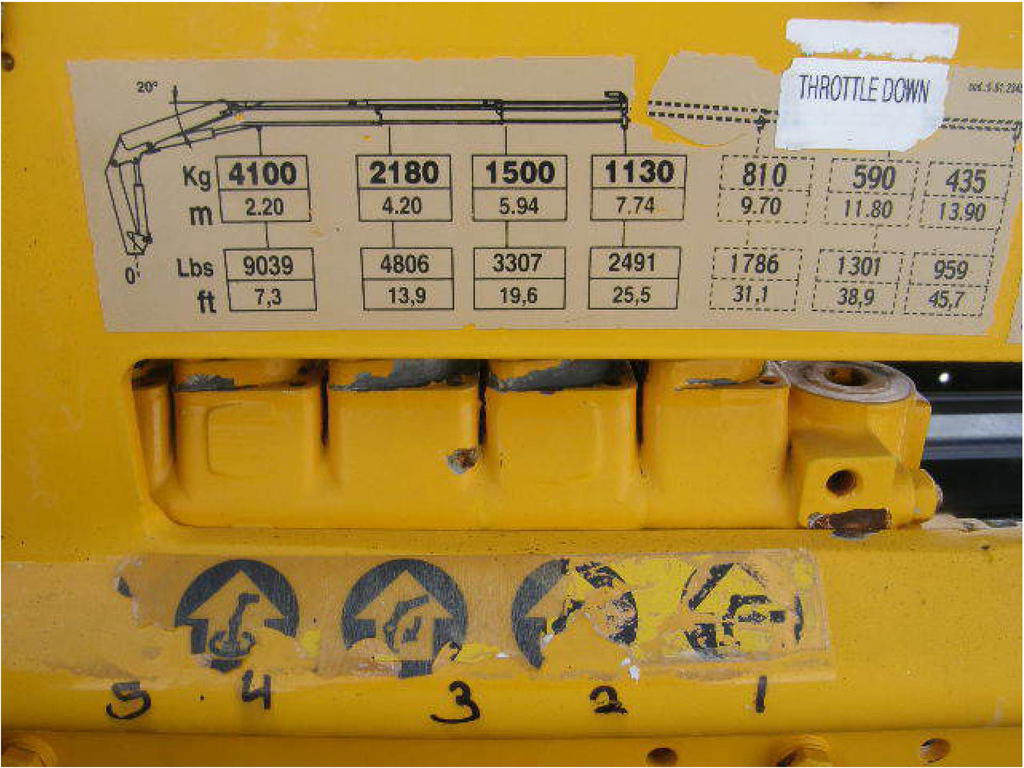 THROTTLE DOWN
20°
Kg 4100 2180 1500 1130 810 590 435
m 2.20 4.20 5.94 7.74 9.70 11.80 13.90
Lbs 9039 4806 3307 2491 1786 1301 959
ft 7,3 13,9 19,6 25,5 31,1 38,9 45,7
0°
5 4 3 2 1